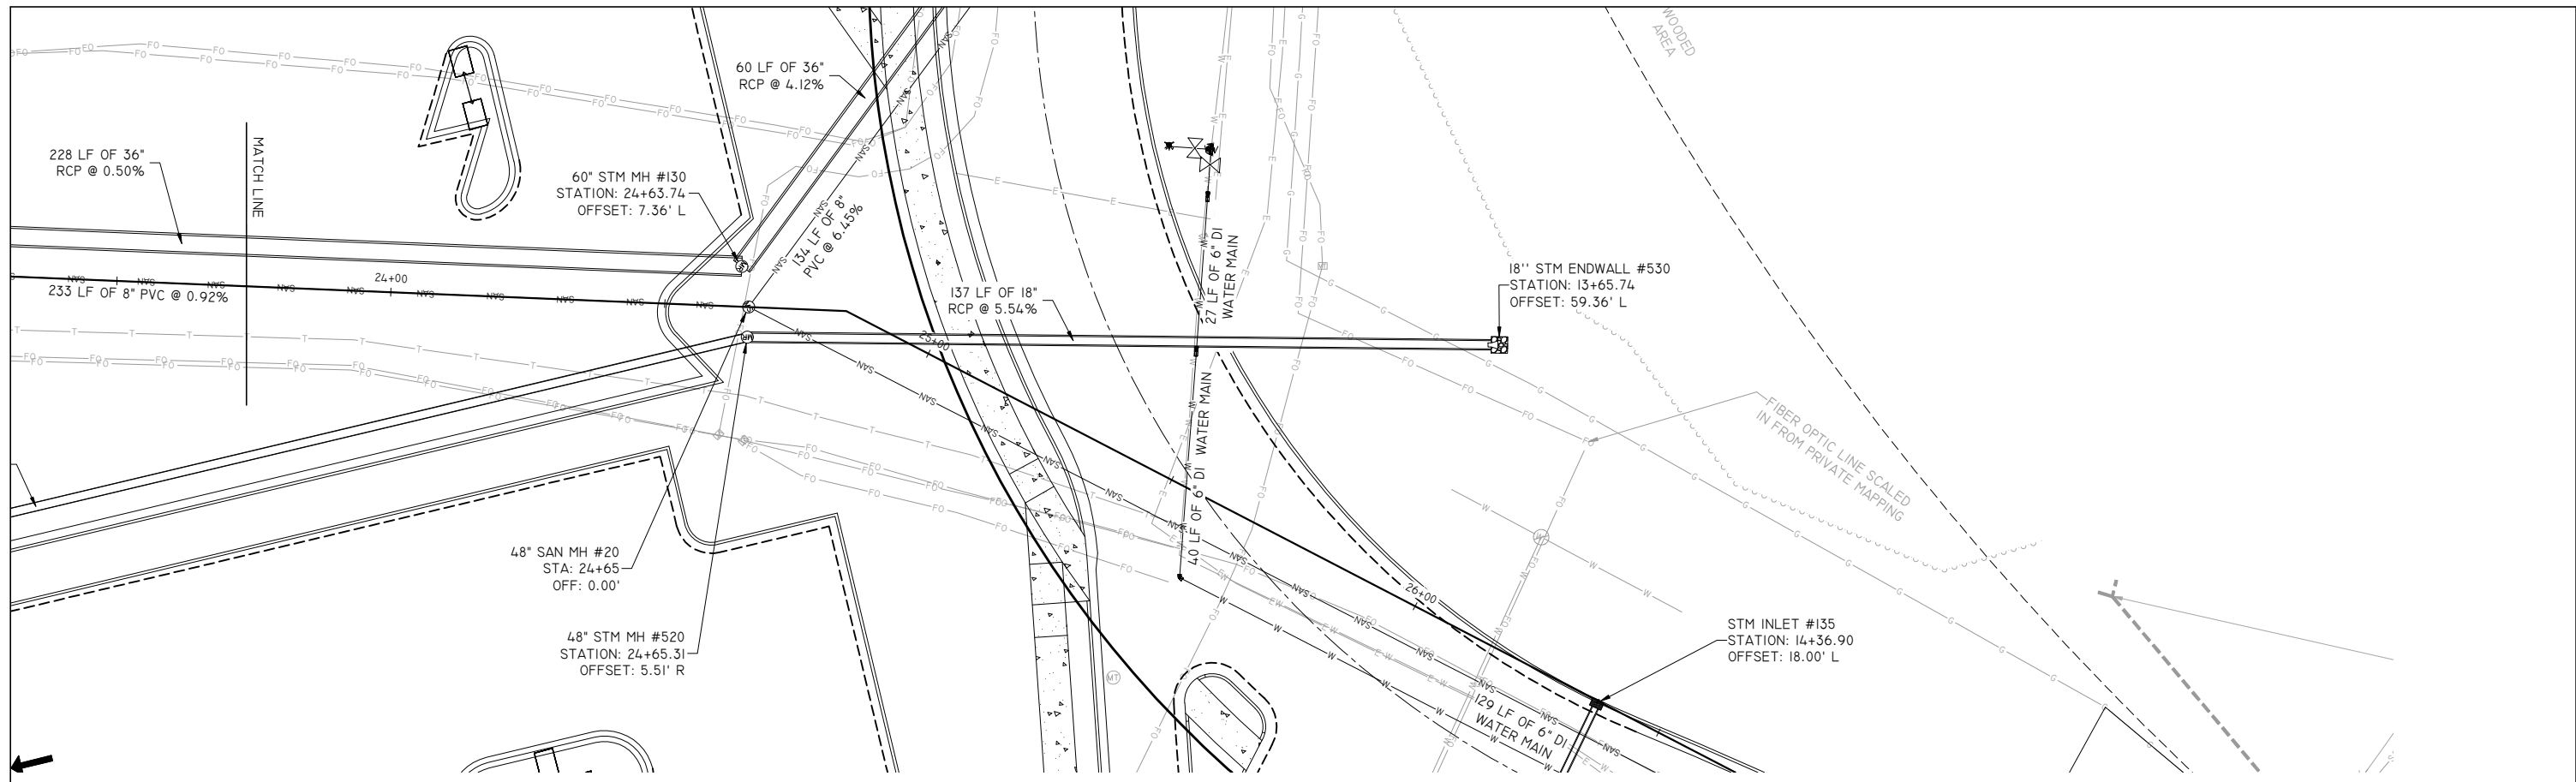 WOODED
AREA
60 LF OF 36"
RCP @ 4.12%
228 LF OF 36"
RCP @ 0.50%
MATCH LINE
60" STM MH #130
STATION: 24+63.74
OFFSET: 7.36' L
134 LF OF 8"
PVC @ 6.45%
24+00
233 LF OF 8" PVC @ 0.92%
137 LF OF 18"
RCP @ 5.54%
25+00
27 LF OF 6" DI
WATER MAIN
18'' STM ENDWALL #530
STATION: 13+65.74
OFFSET: 59.36' L
40 LF OF 6" DI WATER MAIN
FIBER OPTIC LINE SCALED
IN FROM PRIVATE MAPPING
48" SAN MH #20
STA: 24+65
OFF: 0.00'
48" STM MH #520
STATION: 24+65.31
OFFSET: 5.51' R
26+00
STM INLET #135
STATION: 14+36.90
OFFSET: 18.00' L
129 LF OF 6" DI
WATER MAIN
MT
MT